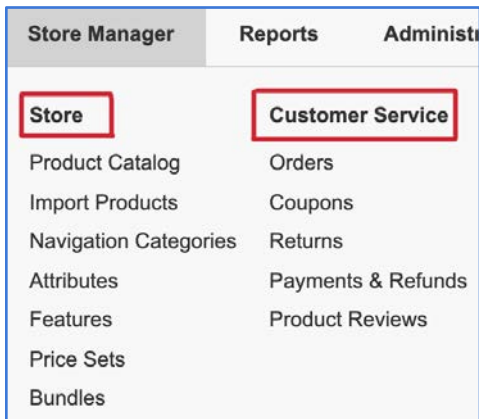 Store Manager Reports Administ
Store
Product Catalog
Import Products
Navigation Categories
Attributes
Features
Price Sets
Bundles
Customer Service
Orders
Coupons
Returns
Payments & Refunds
Product Reviews